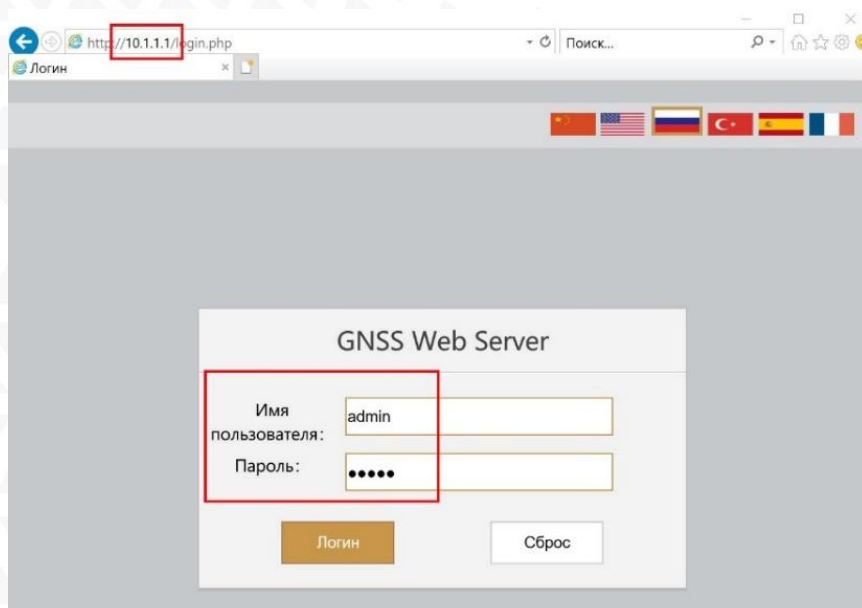 http://10.1.1.1/login.php
Поиск...
Логин
GNSS Web Server
Имя
пользователя:
admin
Пароль:
•••••
Логин
Сброс